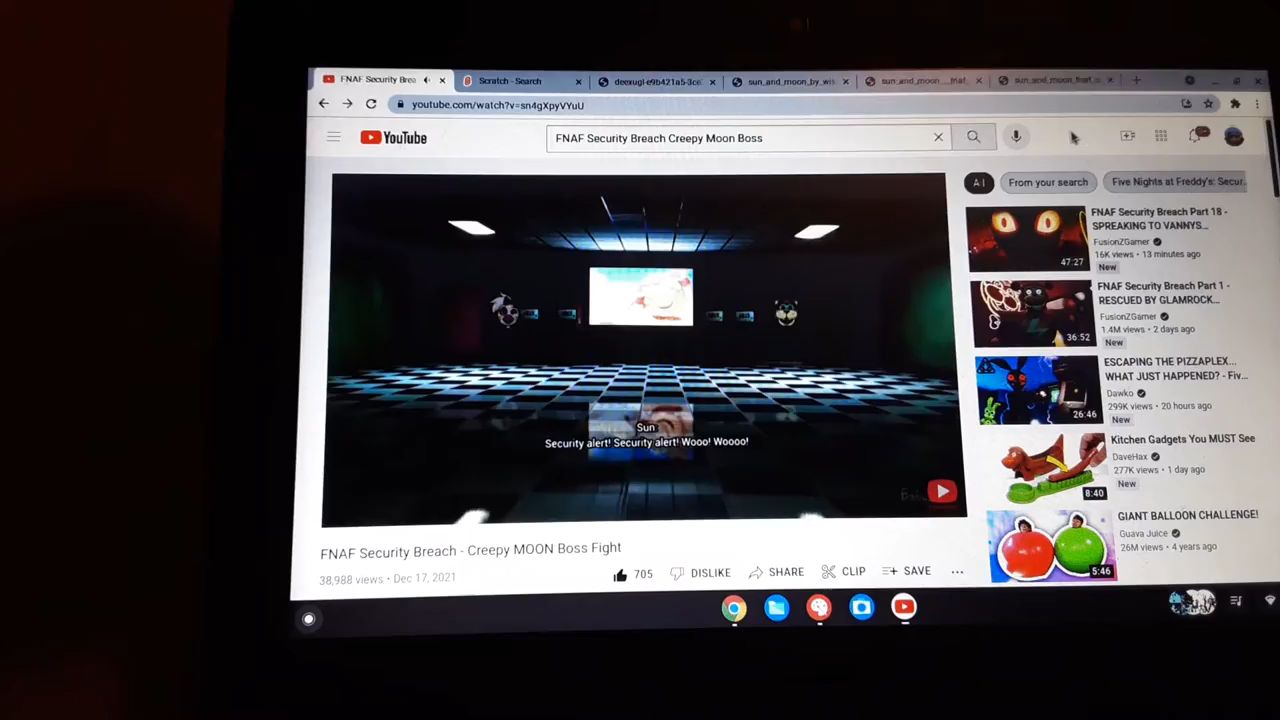 FNAF Security Brea
Scratch - Search
sun_and_moon_by_wis
youtube.com/watch?v=sn4gXpyVYuU
YouTube
FNAF Security Breach Creepy Moon Boss
All
From your search
Five Nights at Freddy's: Secur
FNAF Security Breach Part 18 -
SPREAKING TO VANNYS...
FusionZGamer
16K views • 13 minutes ago
New
47:27
FNAF Security Breach Part 1 -
RESCUED BY GLAMROCK...
FusionZGamer
1.4M views • 2 days ago
New
36:52
ESCAPING THE PIZZAPLEX...
WHAT JUST HAPPENED? - Fiv...
Dawko
299K views • 20 hours ago
New
26:46
Kitchen Gadgets You MUST See
DaveHax
277K views • 1 day ago
New
8:40
GIANT BALLOON CHALLENGE!
Guava Juice
26M views • 4 years ago
5:46
Sun
Security alert! Security alert! Wooo! Woooo!
FNAF Security Breach - Creepy MOON Boss Fight
38,988 views • Dec 17, 2021
705
DISLIKE
SHARE
CLIP
SAVE